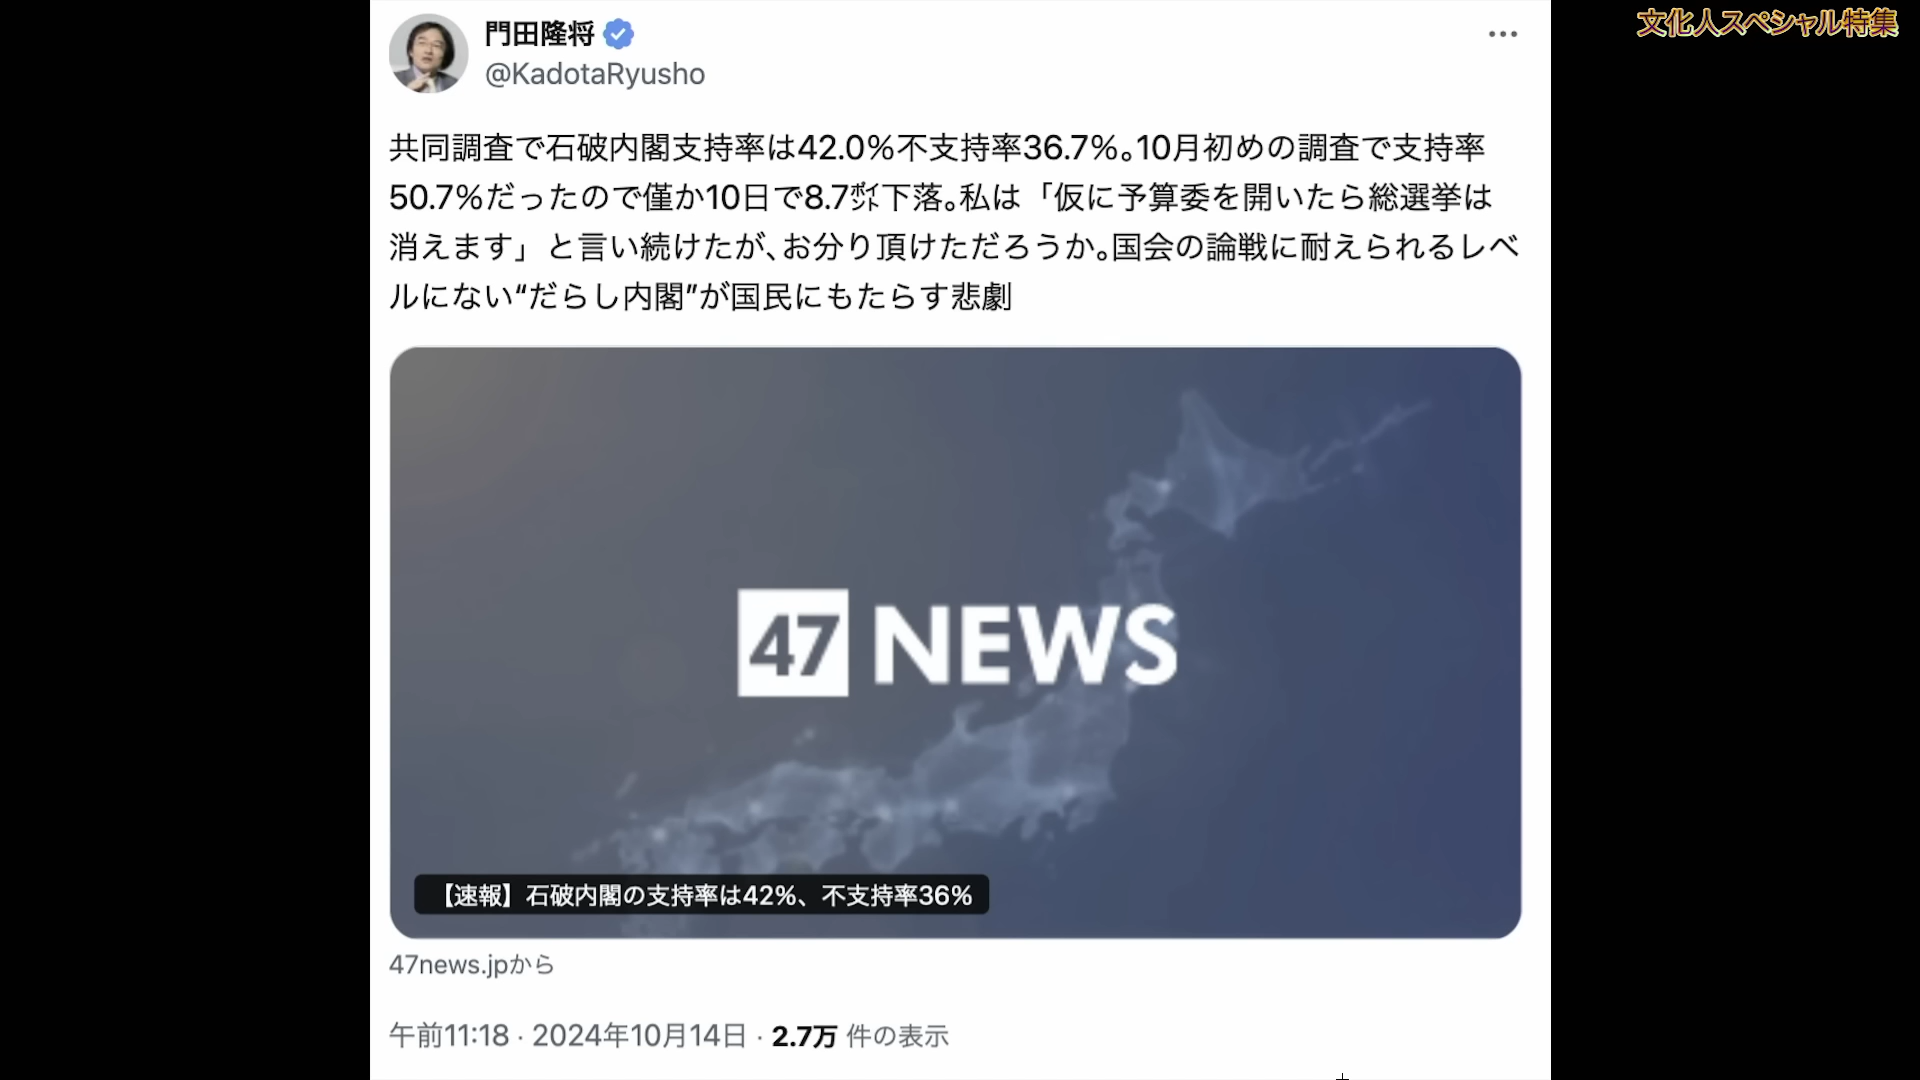 文化人スペシャル特集
門田隆将
@KadotaRyusho
共同調査で石破内閣支持率は42.0%不支持率36.7%。10月初めの調査で支持率
50.7%だったので僅か10日で8.7㌽下落。私は「仮に予算委を開いたら総選挙は
消えます」と言い続けたが、お分り頂けただろうか。国会の論戦に耐えられるレベ
ルにない“だらし内閣”が国民にもたらす悲劇
47 NEWS
【速報】石破内閣の支持率は42%、不支持率36%
47news.jpから
午前11:18 · 2024年10月14日 · 2.7万 件の表示